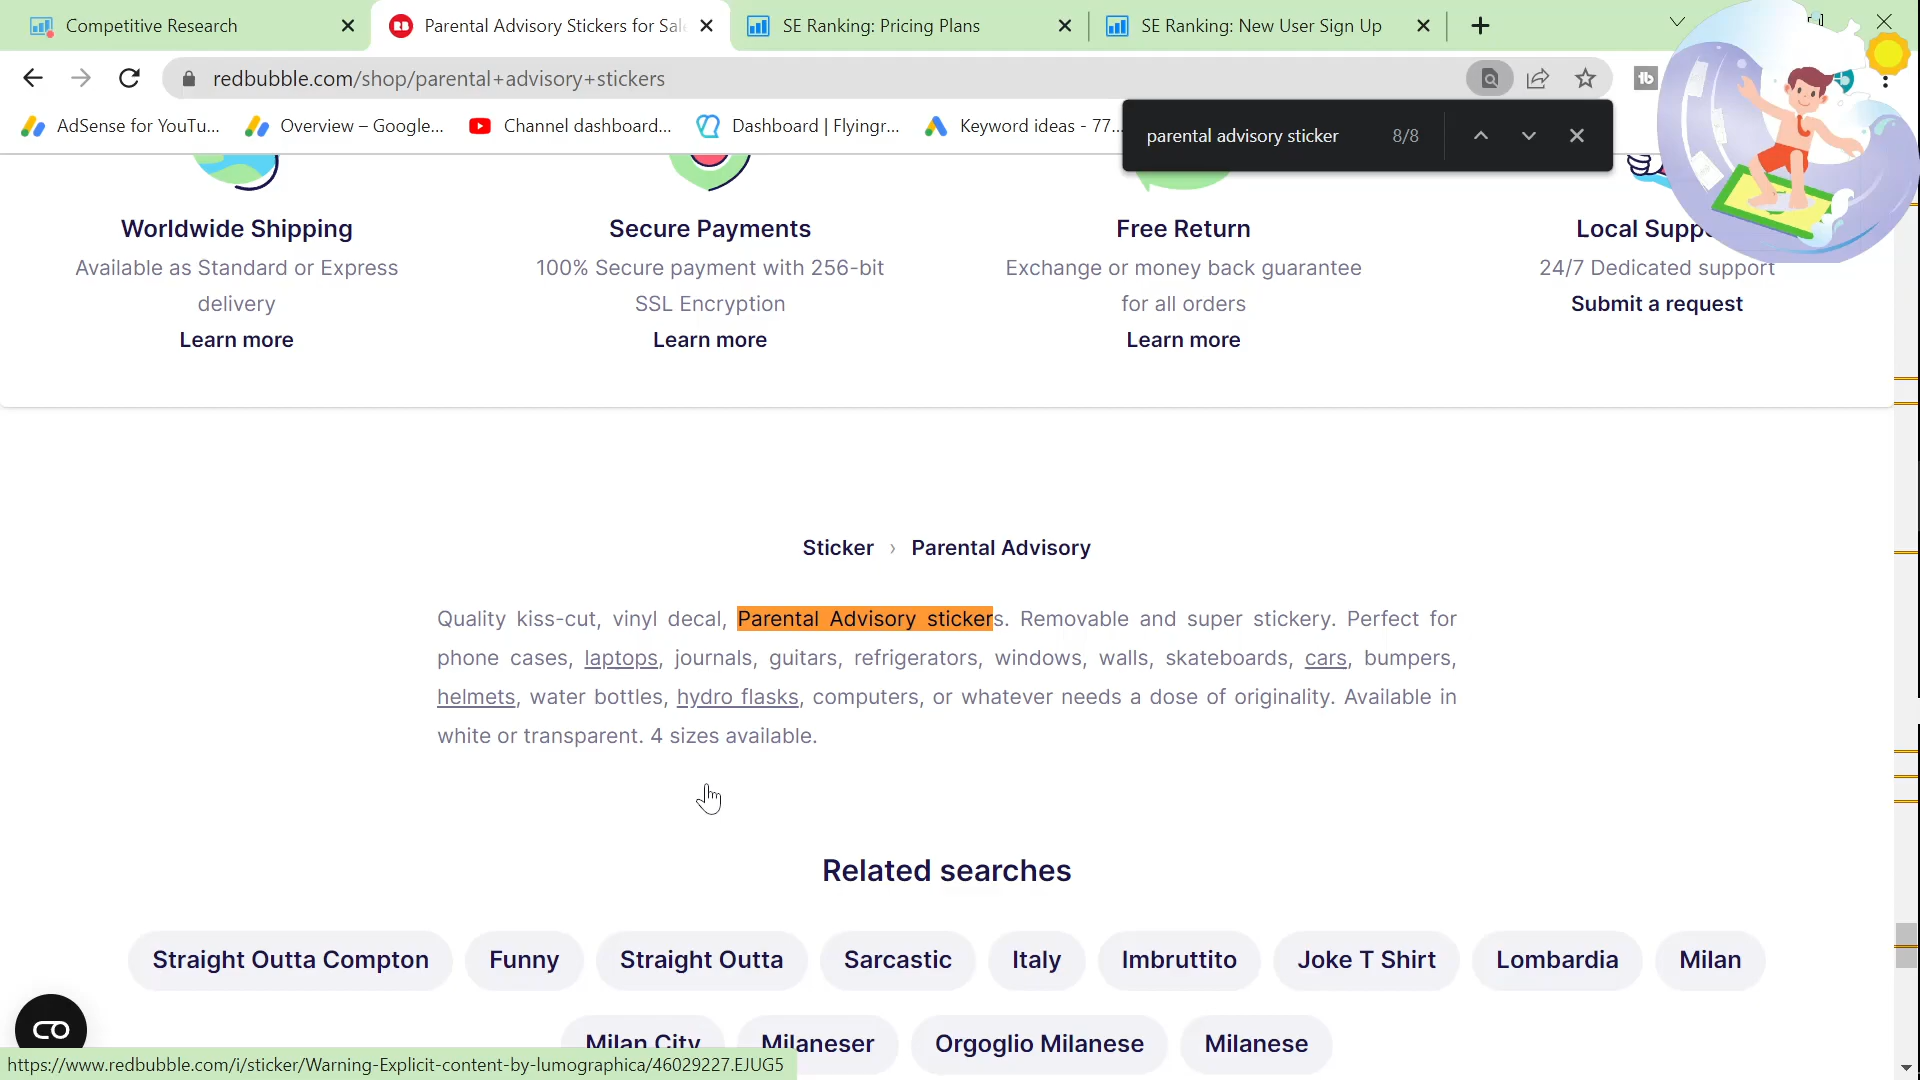 Competitive Research
Parental Advisory Stickers for Sale
SE Ranking: Pricing Plans
SE Ranking: New User Sign Up
redbubble.com/shop/parental+advisory+stickers
AdSense for YouTu...
Overview – Google...
Channel dashboard...
Dashboard | Flyingr...
Keyword ideas - 77...
parental advisory sticker 8/8
Worldwide Shipping
Available as Standard or Express
delivery
Learn more
Secure Payments
100% Secure payment with 256-bit
SSL Encryption
Learn more
Free Return
Exchange or money back guarantee
for all orders
Learn more
Local Supp
24/7 Dedicated support
Submit a request
Sticker › Parental Advisory
Quality kiss-cut, vinyl decal, Parental Advisory stickers. Removable and super stickery. Perfect for
phone cases, laptops, journals, guitars, refrigerators, windows, walls, skateboards, cars, bumpers,
helmets, water bottles, hydro flasks, computers, or whatever needs a dose of originality. Available in
white or transparent. 4 sizes available.
Related searches
Straight Outta Compton Funny Straight Outta Sarcastic Italy Imbruttito Joke T Shirt Lombardia Milan
Milan City Milaneser Orgoglio Milanese Milanese
https://www.redbubble.com/i/sticker/Warning-Explicit-content-by-lumographica/46029227.EJUG5